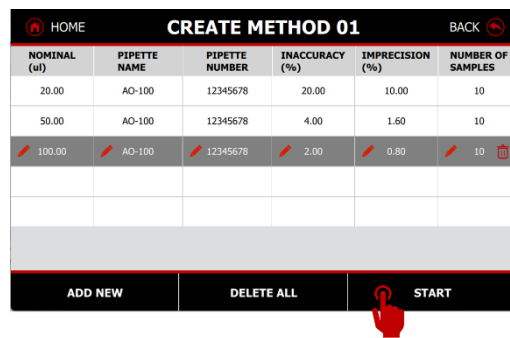 HOME CREATE METHOD 01 BACK
NOMINAL (ul) PIPETTE NAME PIPETTE NUMBER INACCURACY (%) IMPRECISION (%) NUMBER OF SAMPLES
20.00 AO-100 12345678 20.00 10.00 10
50.00 AO-100 12345678 4.00 1.60 10
100.00 AO-100 12345678 2.00 0.80 10
ADD NEW DELETE ALL START